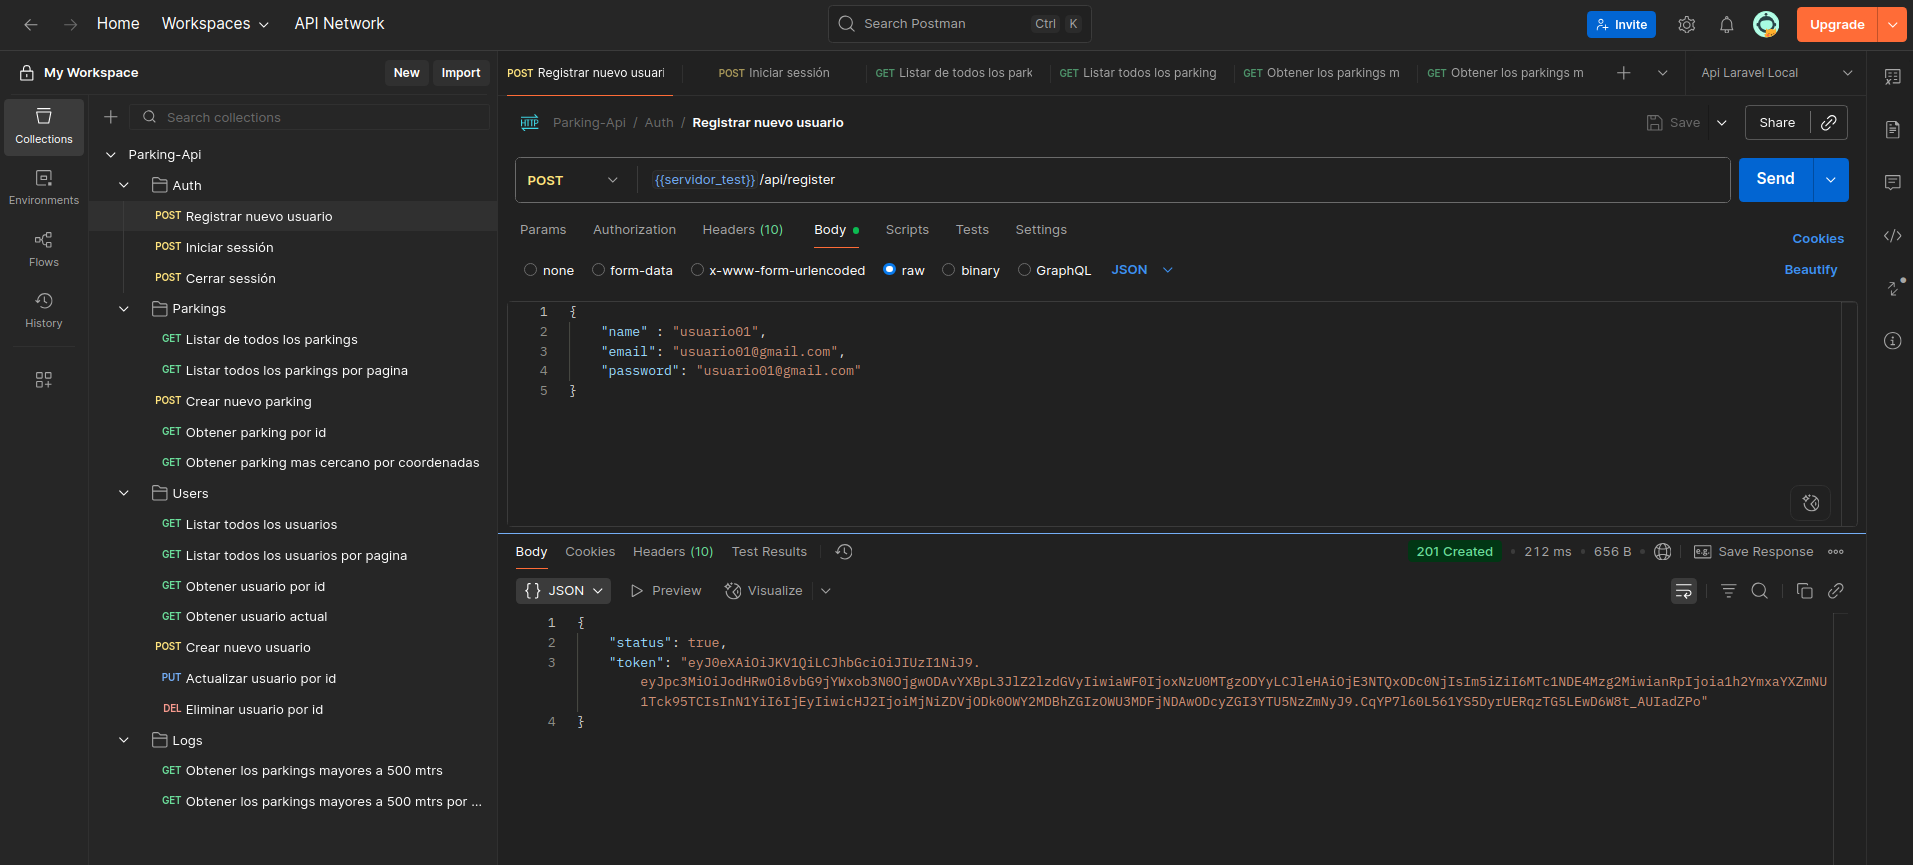 Home Workspaces API Network Search Postman Ctrl K Invite Upgrade
My Workspace New Import
POST Registrar nuevo usuari POST Iniciar sessión GET Listar de todos los park GET Listar todos los parking GET Obtener los parkings m GET Obtener los parkings m Api Laravel Local
Collections
Environments
Flows
History
Search collections
Parking-Api
Auth
POST Registrar nuevo usuario
POST Iniciar sessión
POST Cerrar sessión
Parkings
GET Listar de todos los parkings
GET Listar todos los parkings por pagina
POST Crear nuevo parking
GET Obtener parking por id
GET Obtener parking mas cercano por coordenadas
Users
GET Listar todos los usuarios
GET Listar todos los usuarios por pagina
GET Obtener usuario por id
GET Obtener usuario actual
POST Crear nuevo usuario
PUT Actualizar usuario por id
DEL Eliminar usuario por id
Logs
GET Obtener los parkings mayores a 500 mtrs
GET Obtener los parkings mayores a 500 mtrs por ...
HTTP Parking-Api / Auth / Registrar nuevo usuario Save Share
POST {{servidor_test}} /api/register Send
Params Authorization Headers (10) Body Scripts Tests Settings Cookies
none form-data x-www-form-urlencoded raw binary GraphQL JSON Beautify
1 {
2 "name" : "usuario01",
3 "email": "usuario01@gmail.com",
4 "password": "usuario01@gmail.com"
5 }
Body Cookies Headers (10) Test Results 201 Created 212 ms 656 B e.g. Save Response
{} JSON Preview Visualize
1 {
2 "status": true,
3 "token": "eyJ0eXAiOiJKV1QiLCJhbGciOiJIUzI1NiJ9.
eyJpc3MiOiJodHRwOi8vbG9jYWxob3N0OjgwODAvYXBpL3JlZ2lzdGVyIiwiaWF0IjoxNzU0MTgzODYyLCJleHAiOjE3NTQxODc0NjIsIm5iZiI6MTc1NDE4Mzg2MiwianRpIjoia1h2YmxaYXZmNU
1Tck95TCIsInN1YiI6IjEyIiwicHJ2IjoiMjNiZDVjODk0OWY2MDBhZGIzOWU3MDFjNDAwODcyZGI3YTU5NzZmNyJ9.CqYP7l60L561YS5DyrUERqzTG5LEwD6W8t_AUIadZPo"
4 }